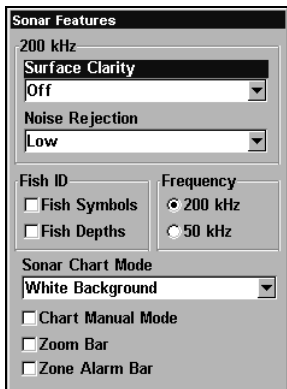 Sonar Features
200 kHz
Surface Clarity
Off
Noise Rejection
Low
Fish ID
Fish Symbols
Fish Depths
Frequency
200 kHz
50 kHz
Sonar Chart Mode
White Background
Chart Manual Mode
Zoom Bar
Zone Alarm Bar